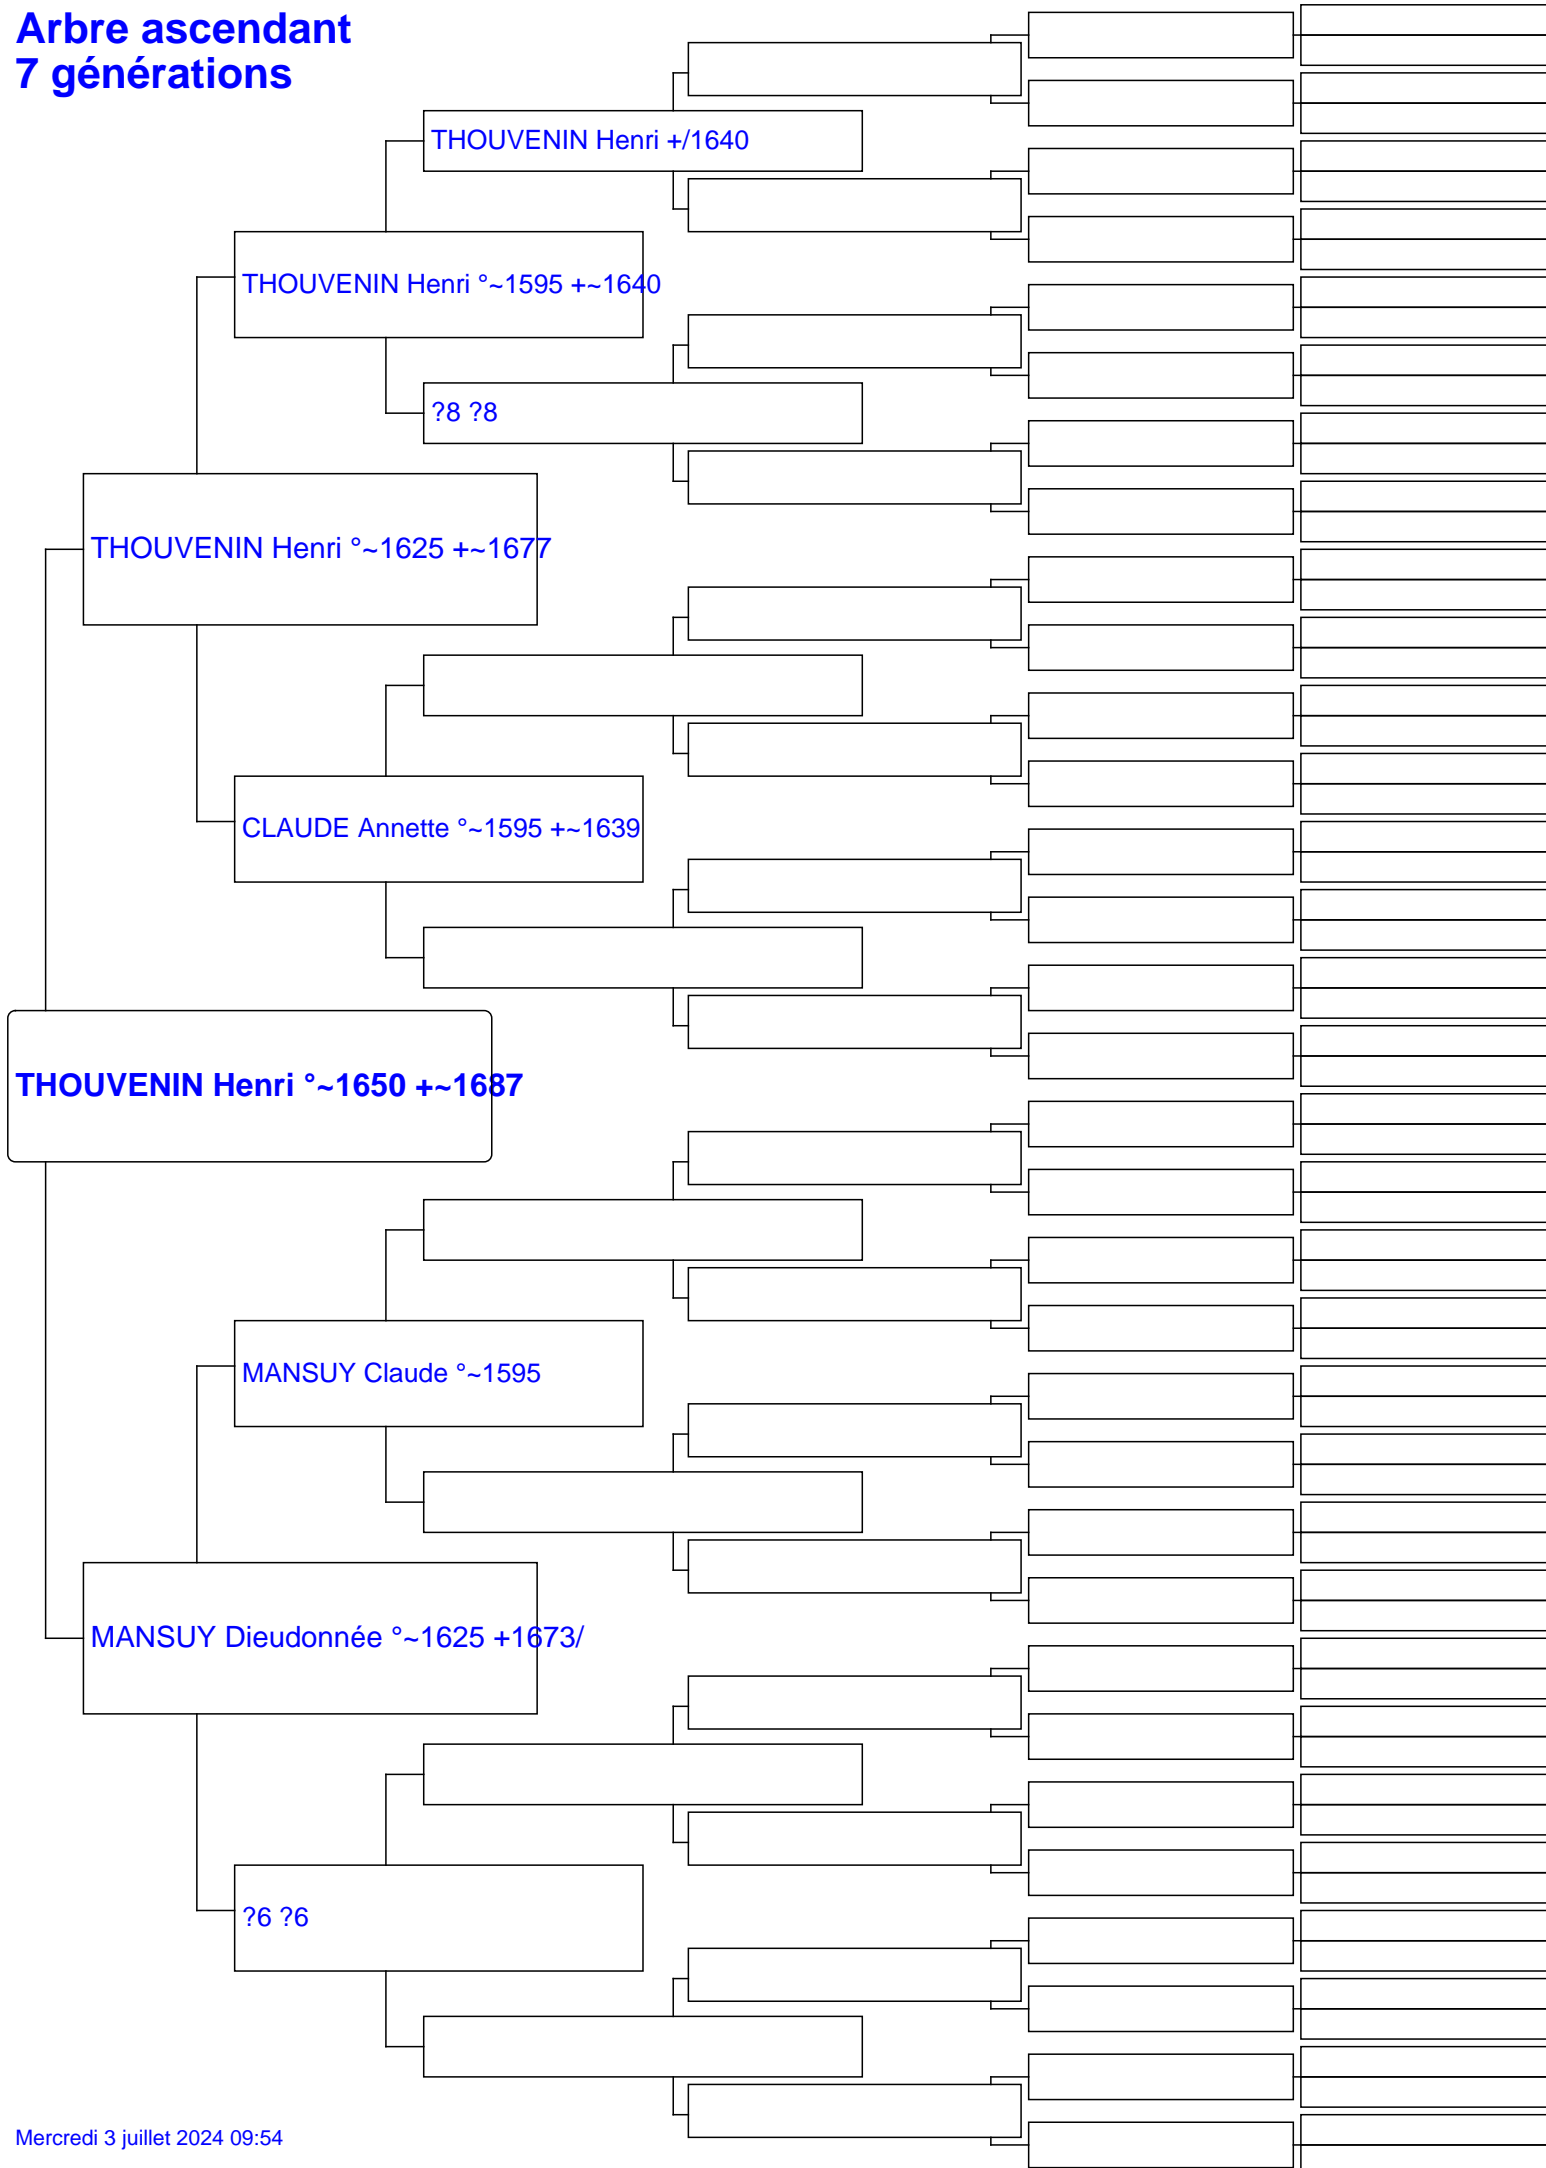 Arbre ascendant
7 générations
THOUVENIN Henri +/1640
THOUVENIN Henri °~1595 +~1640
?8 ?8
THOUVENIN Henri °~1625 +~1677
CLAUDE Annette °~1595 +~1639
THOUVENIN Henri °~1650 +~1687
MANSUY Claude °~1595
MANSUY Dieudonnée °~1625 +1673/
?6 ?6
Mercredi 3 juillet 2024 09:54